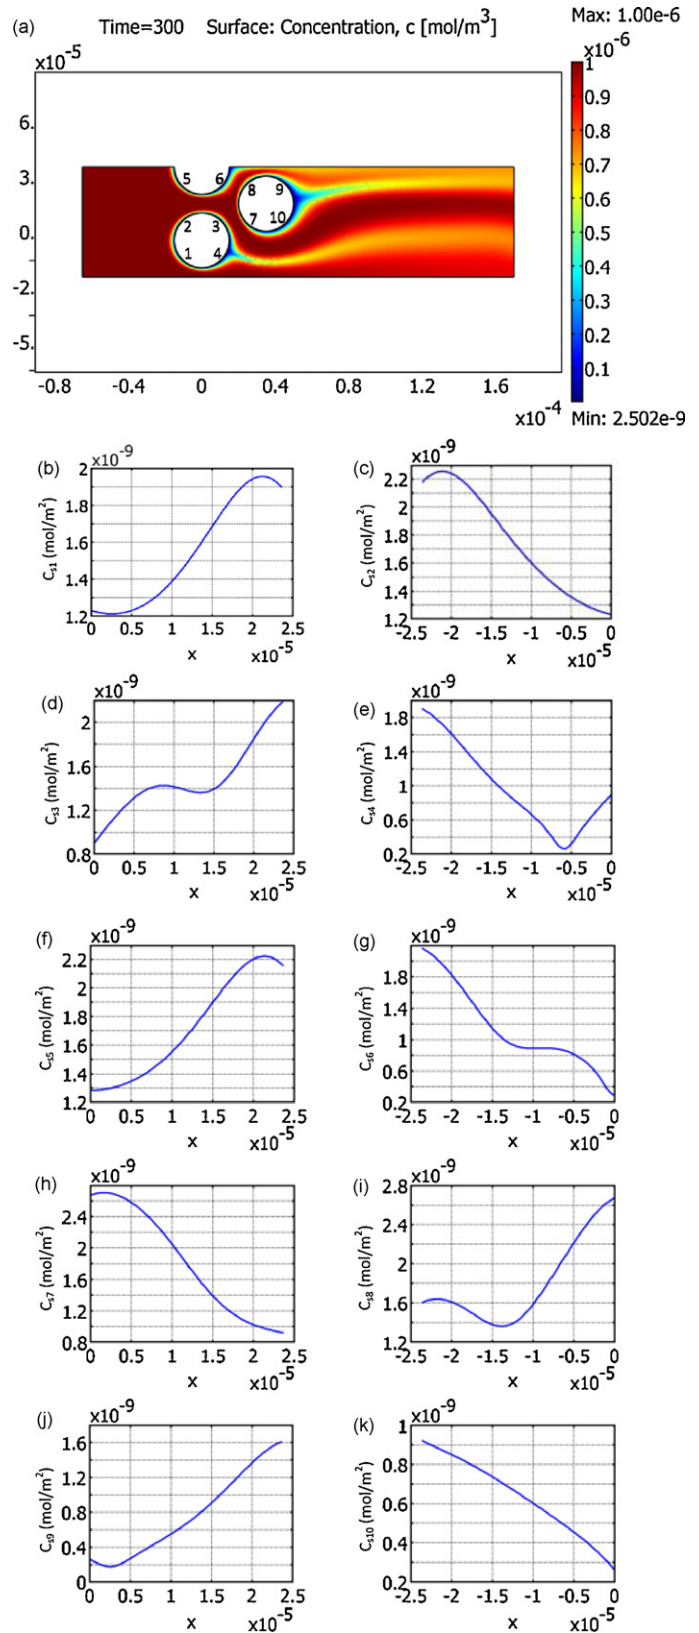 (a) Time=300 Surface: Concentration, c [mol/m³] Max: 1.00e-6
x10⁻⁵ x10⁻⁶
6. 3. 0. -2. -5.
1 0.9 0.8 0.7 0.6 0.5 0.4 0.3 0.2 0.1
5 6 8 9
2 3 7 10
1 4
-0.8 -0.4 0 0.4 0.8 1.2 1.6
x10⁻⁴ Min: 2.502e-9
(b) x10⁻⁹
C_s1 (mol/m²)
2 1.8 1.6 1.4 1.2
0 0.5 1 1.5 2 2.5
x x10⁻⁵
(c) x10⁻⁹
C_s2 (mol/m²)
2.2 2 1.8 1.6 1.4 1.2
-2.5 -2 -1.5 -1 -0.5 0
x x10⁻⁵
(d) x10⁻⁹
C_s3 (mol/m²)
2 1.6 1.2 0.8
0 0.5 1 1.5 2 2.5
x x10⁻⁵
(e) x10⁻⁹
C_s4 (mol/m²)
1.8 1.4 1 0.6 0.2
-2.5 -2 -1.5 -1 -0.5 0
x x10⁻⁵
(f) x10⁻⁹
C_s5 (mol/m²)
2.2 2 1.8 1.6 1.4 1.2
0 0.5 1 1.5 2 2.5
x x10⁻⁵
(g) x10⁻⁹
C_s6 (mol/m²)
1.8 1.4 1 0.6 0.2
-2.5 -2 -1.5 -1 -0.5 0
x x10⁻⁵
(h) x10⁻⁹
C_s7 (mol/m²)
2.4 2 1.6 1.2 0.8
0 0.5 1 1.5 2 2.5
x x10⁻⁵
(i) x10⁻⁹
C_s8 (mol/m²)
2.8 2.4 2 1.6 1.2
-2.5 -2 -1.5 -1 -0.5 0
x x10⁻⁵
(j) x10⁻⁹
C_s9 (mol/m²)
1.6 1.2 0.8 0.4 0
0 0.5 1 1.5 2 2.5
x x10⁻⁵
(k) x10⁻⁹
C_s10 (mol/m²)
1 0.8 0.6 0.4 0.2
-2.5 -2 -1.5 -1 -0.5 0
x x10⁻⁵